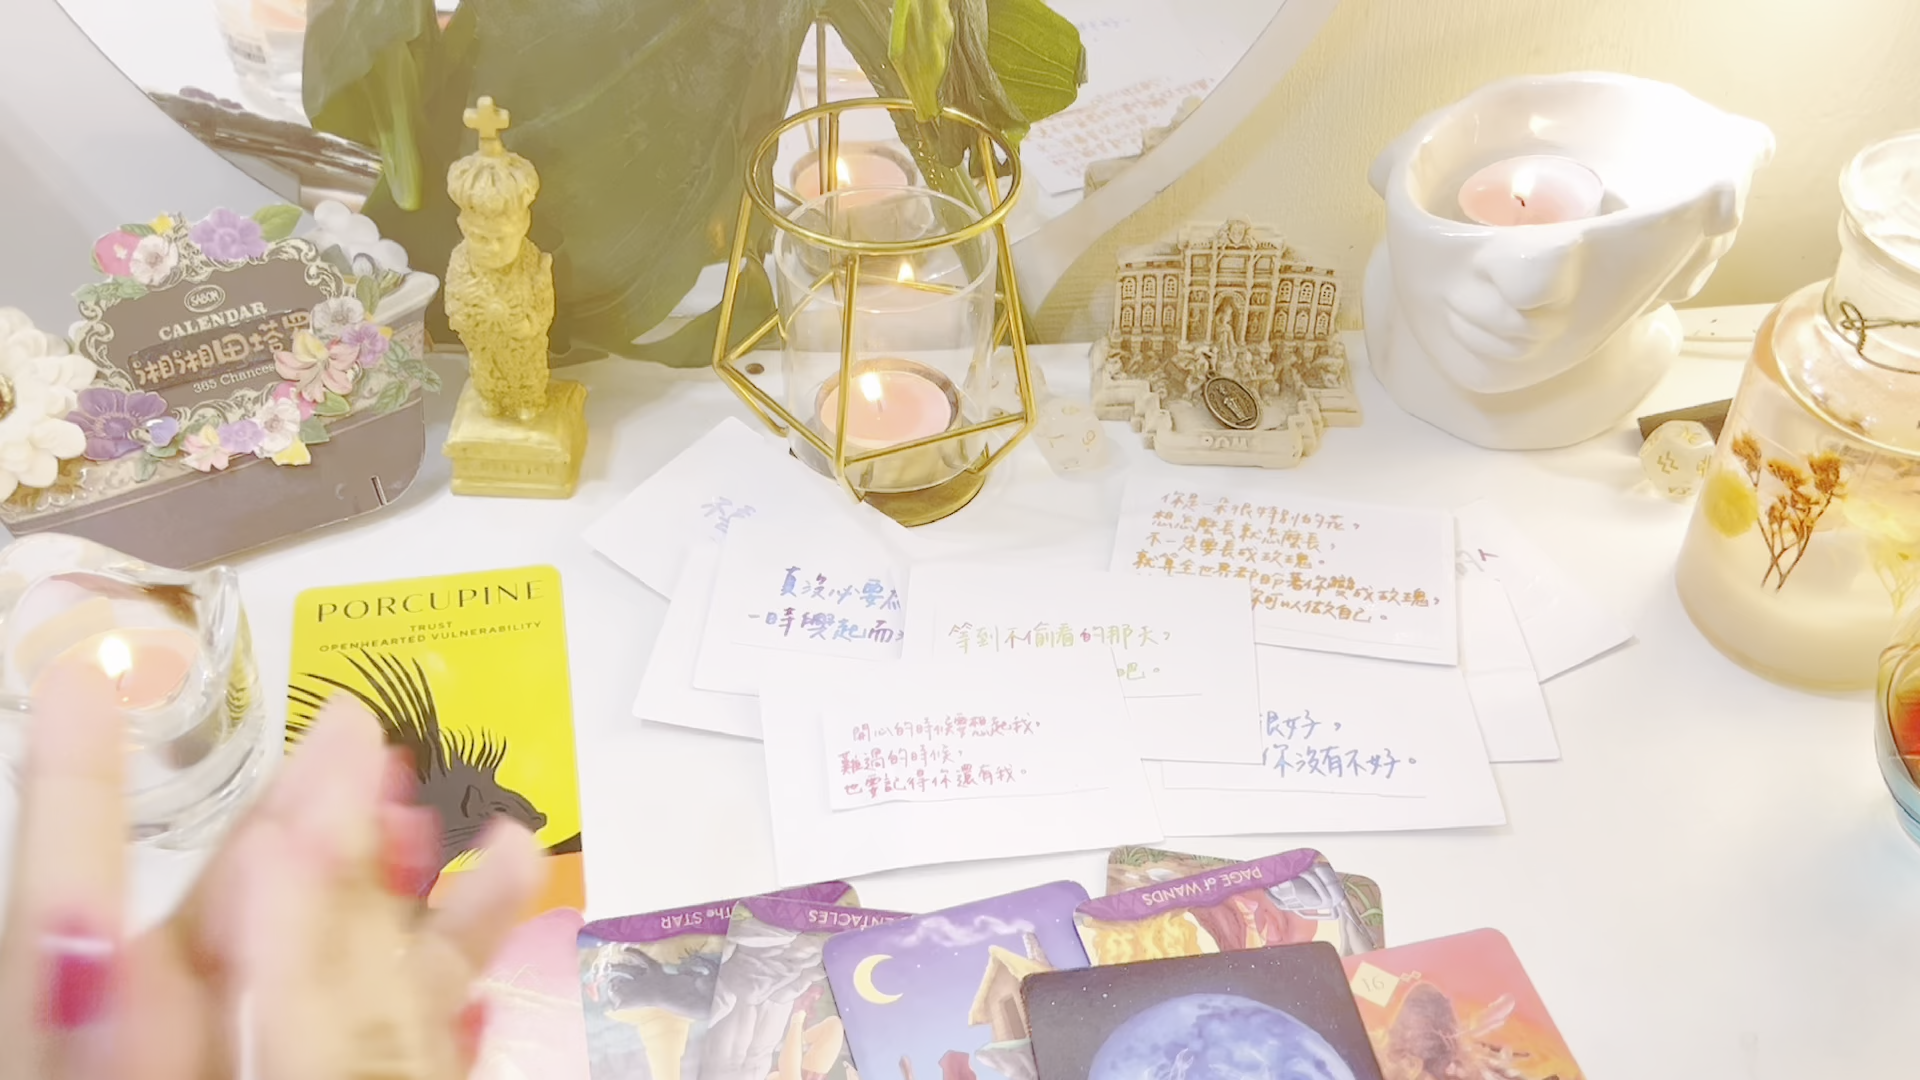 SABON
CALENDAR
湘湘田塔羅
365 Chances
PORCUPINE
TRUST
OPENHEARTED VULNERABILITY
真沒必要
一時興起而
等到不偷看的那天，
吧。
你是一朵很特別的花，
想怎麼長就怎麼長，
不一定要長成玫瑰。
就算全世界都盼著你變成玫瑰，
你可以做自己。
開心的時候要想起我，
難過的時候，
也要記得你還有我。
很好，
你沒有不好。
the STAR
ENTACLES
PAGE of WANDS
16